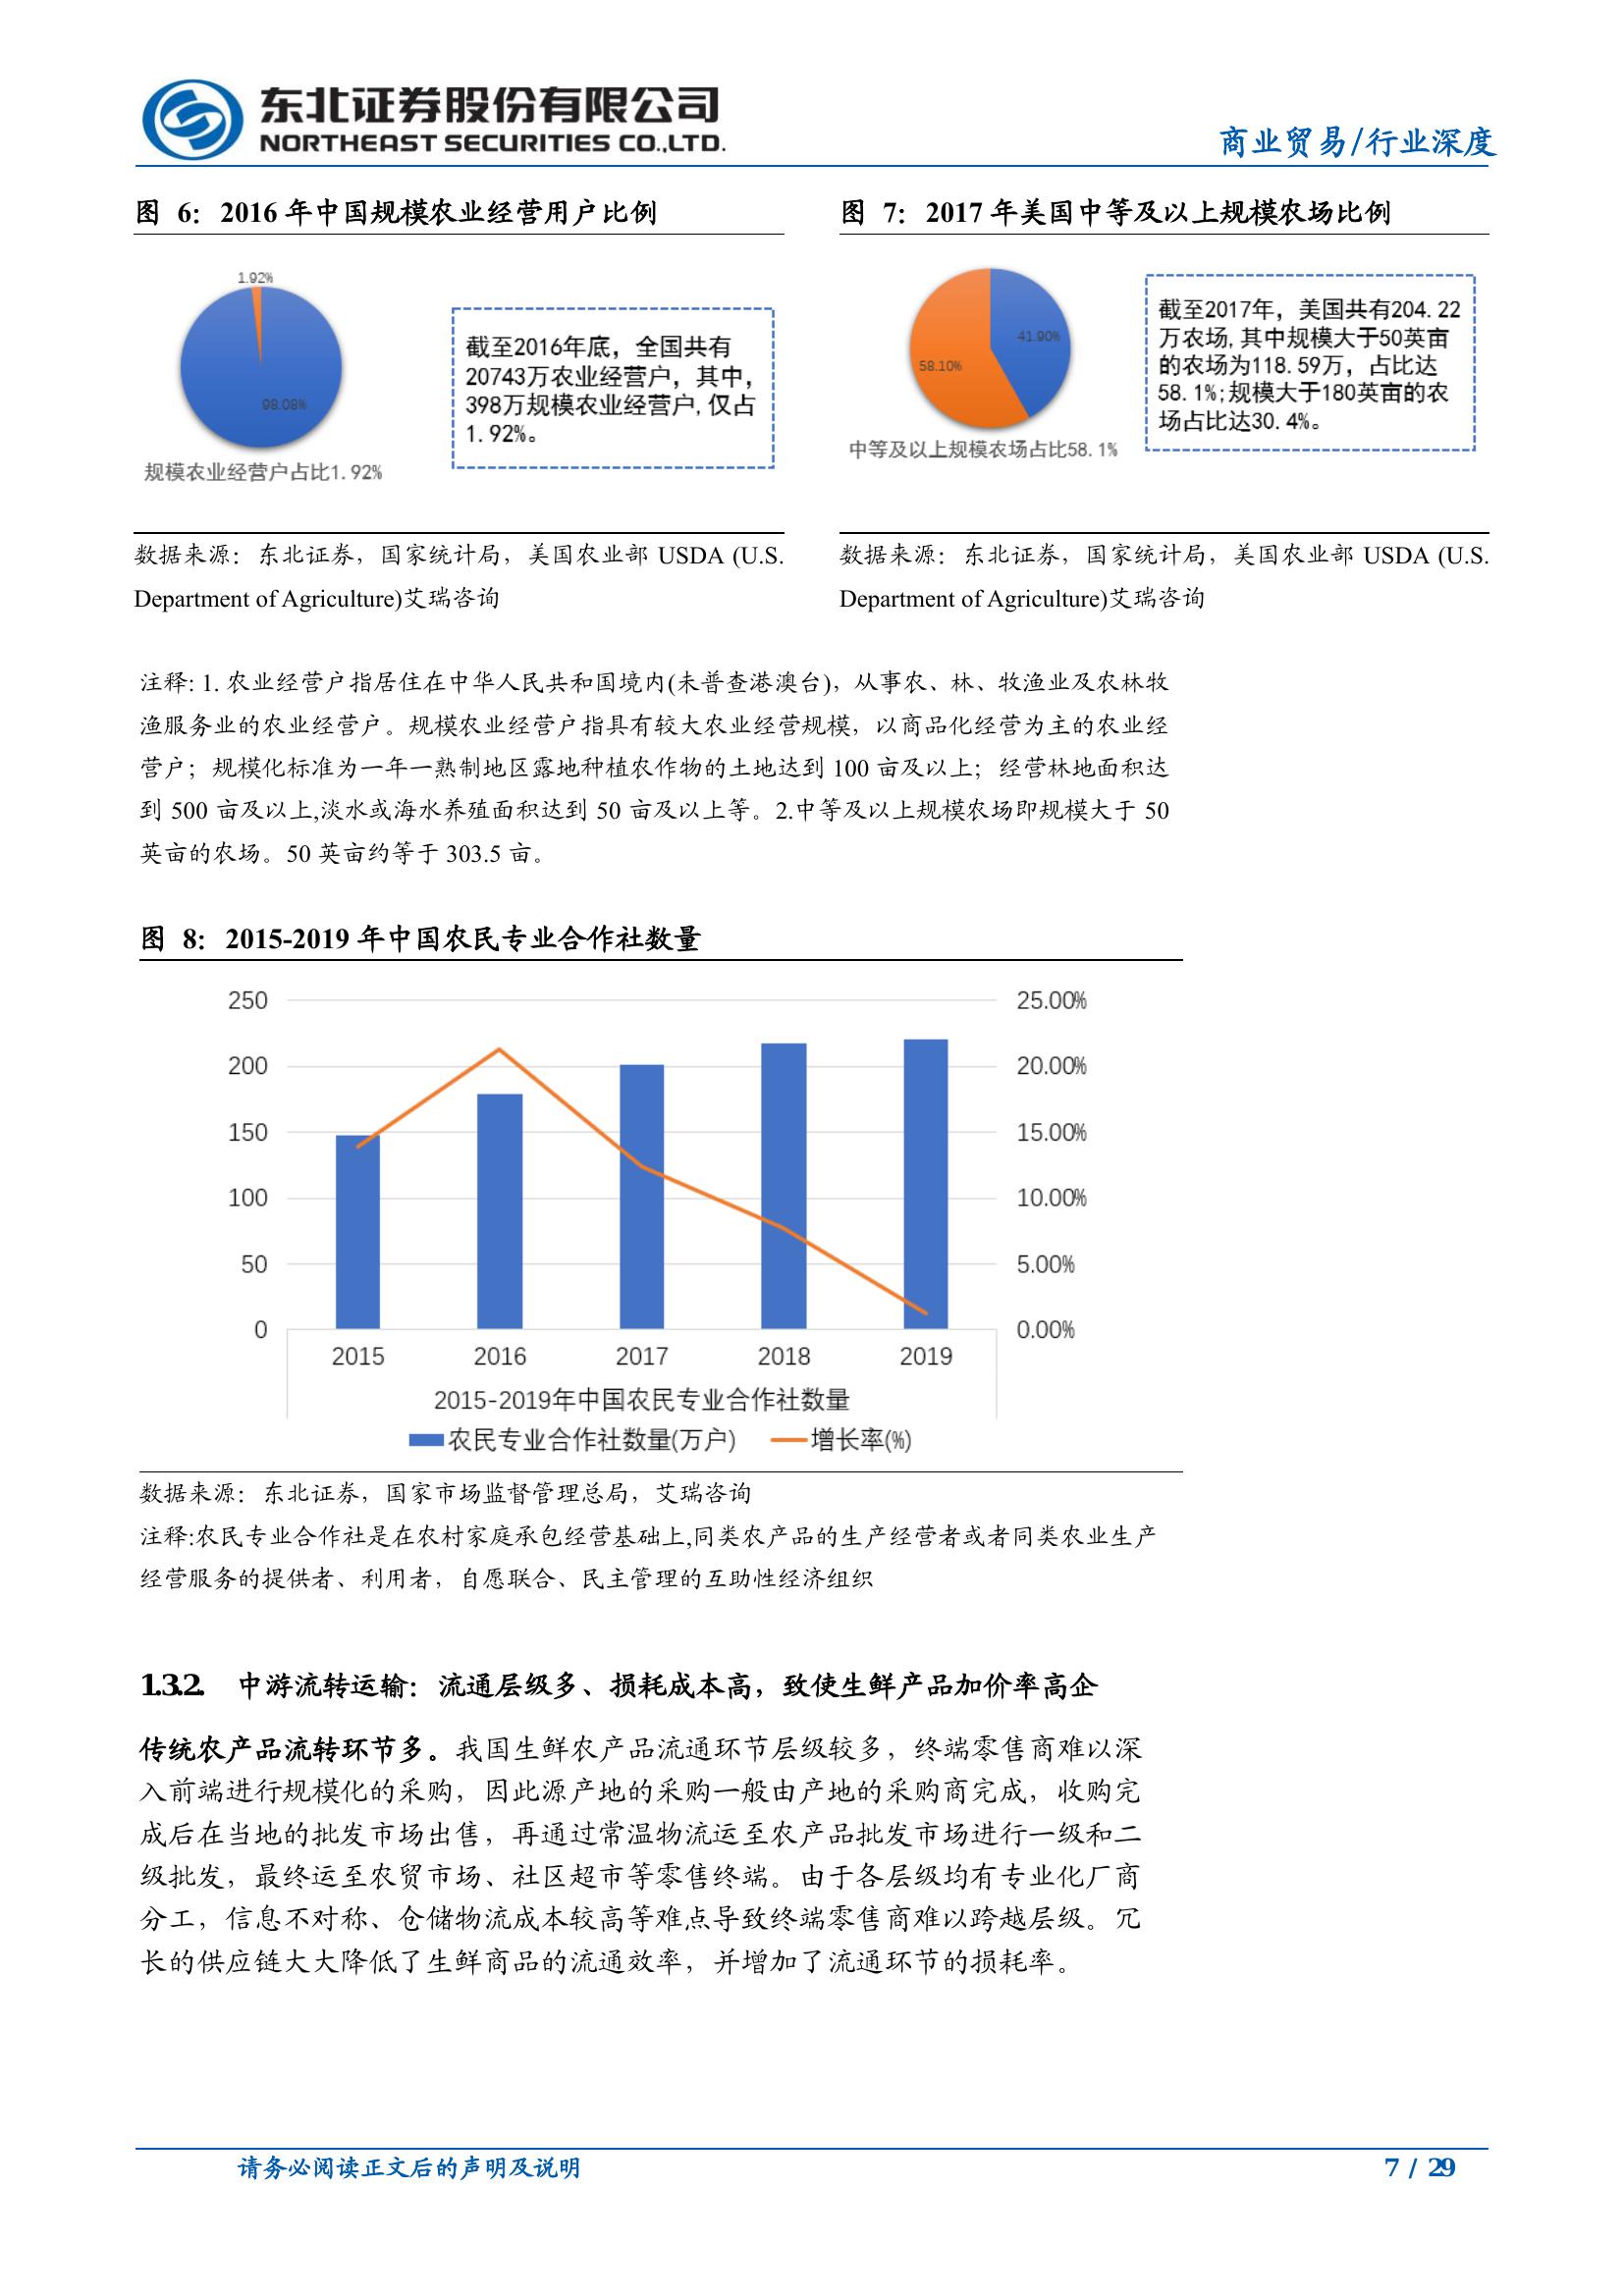 东北证券股份有限公司
NORTHEAST SECURITIES CO.,LTD.
商业贸易/行业深度
图 6：2016 年中国规模农业经营用户比例
1.92%
98.08%
规模农业经营户占比1.92%
截至2016年底，全国共有
20743万农业经营户，其中，
398万规模农业经营户,仅占
1.92%。
数据来源：东北证券，国家统计局，美国农业部 USDA (U.S.
Department of Agriculture)艾瑞咨询
图 7：2017 年美国中等及以上规模农场比例
41.90%
58.10%
中等及以上规模农场占比58.1%
截至2017年，美国共有204.22
万农场,其中规模大于50英亩
的农场为118.59万，占比达
58.1%;规模大于180英亩的农
场占比达30.4%。
数据来源：东北证券，国家统计局，美国农业部 USDA (U.S.
Department of Agriculture)艾瑞咨询
注释: 1. 农业经营户指居住在中华人民共和国境内(未普查港澳台)，从事农、林、牧渔业及农林牧
渔服务业的农业经营户。规模农业经营户指具有较大农业经营规模，以商品化经营为主的农业经
营户；规模化标准为一年一熟制地区露地种植农作物的土地达到 100 亩及以上；经营林地面积达
到 500 亩及以上,淡水或海水养殖面积达到 50 亩及以上等。2.中等及以上规模农场即规模大于 50
英亩的农场。50 英亩约等于 303.5 亩。
图 8：2015-2019 年中国农民专业合作社数量
250
200
150
100
50
0
25.00%
20.00%
15.00%
10.00%
5.00%
0.00%
2015 2016 2017 2018 2019
2015-2019年中国农民专业合作社数量
农民专业合作社数量(万户) 增长率(%)
数据来源：东北证券，国家市场监督管理总局，艾瑞咨询
注释:农民专业合作社是在农村家庭承包经营基础上,同类农产品的生产经营者或者同类农业生产
经营服务的提供者、利用者，自愿联合、民主管理的互助性经济组织
1.3.2. 中游流转运输：流通层级多、损耗成本高，致使生鲜产品加价率高企
传统农产品流转环节多。我国生鲜农产品流通环节层级较多，终端零售商难以深
入前端进行规模化的采购，因此源产地的采购一般由产地的采购商完成，收购完
成后在当地的批发市场出售，再通过常温物流运至农产品批发市场进行一级和二
级批发，最终运至农贸市场、社区超市等零售终端。由于各层级均有专业化厂商
分工，信息不对称、仓储物流成本较高等难点导致终端零售商难以跨越层级。冗
长的供应链大大降低了生鲜商品的流通效率，并增加了流通环节的损耗率。
请务必阅读正文后的声明及说明
7 / 29